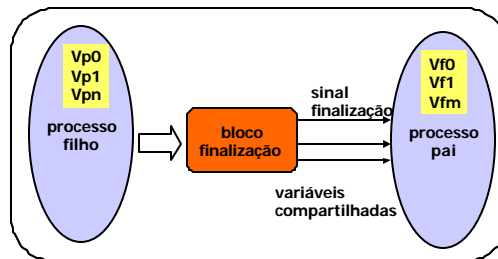 Vp0
Vp1
Vpn
processo
filho
bloco
finalização
sinal
finalização
variáveis
compartilhadas
Vf0
Vf1
Vfm
processo
pai